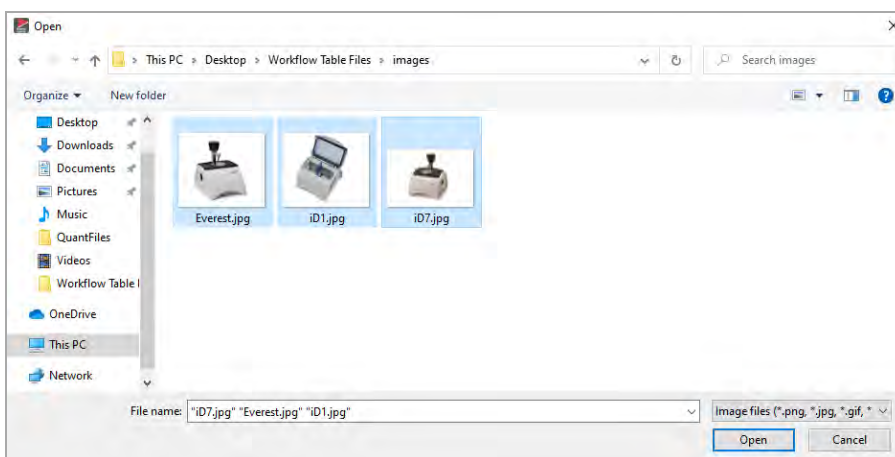 Open
This PC > Desktop > Workflow Table Files > images
Search images
Organize
New folder
Desktop
Downloads
Documents
Pictures
Music
QuantFiles
Videos
Workflow Table
OneDrive
This PC
Network
Everest.jpg
iD1.jpg
iD7.jpg
File name: "iD7.jpg" "Everest.jpg" "iD1.jpg"
Image files (*.png, *.jpg, *.gif, *
Open
Cancel